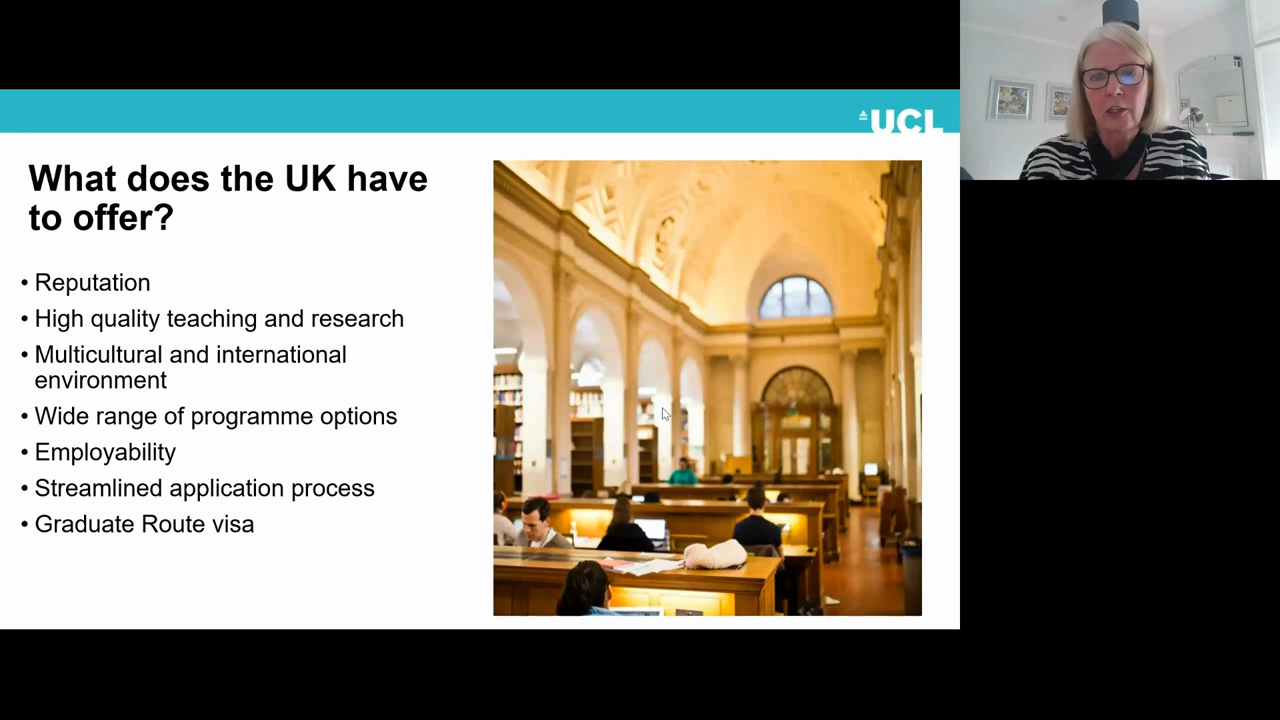 UCL
What does the UK have
to offer?
• Reputation
• High quality teaching and research
• Multicultural and international
environment
• Wide range of programme options
• Employability
• Streamlined application process
• Graduate Route visa